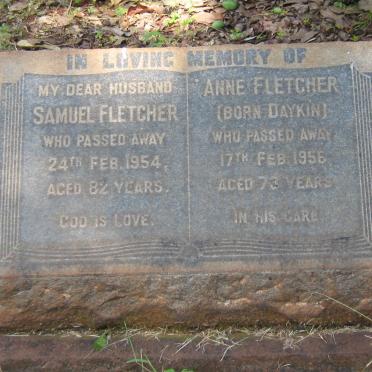 IN LOVING MEMORY OF
MY DEAR HUSBAND
SAMUEL FLETCHER
WHO PASSED AWAY
24TH FEB. 1954,
AGED 82 YEARS.
GOD IS LOVE.
ANNE FLETCHER
(BORN DAYKIN)
WHO PASSED AWAY
17TH FEB. 1956
AGED 73 YEARS
IN HIS CARE